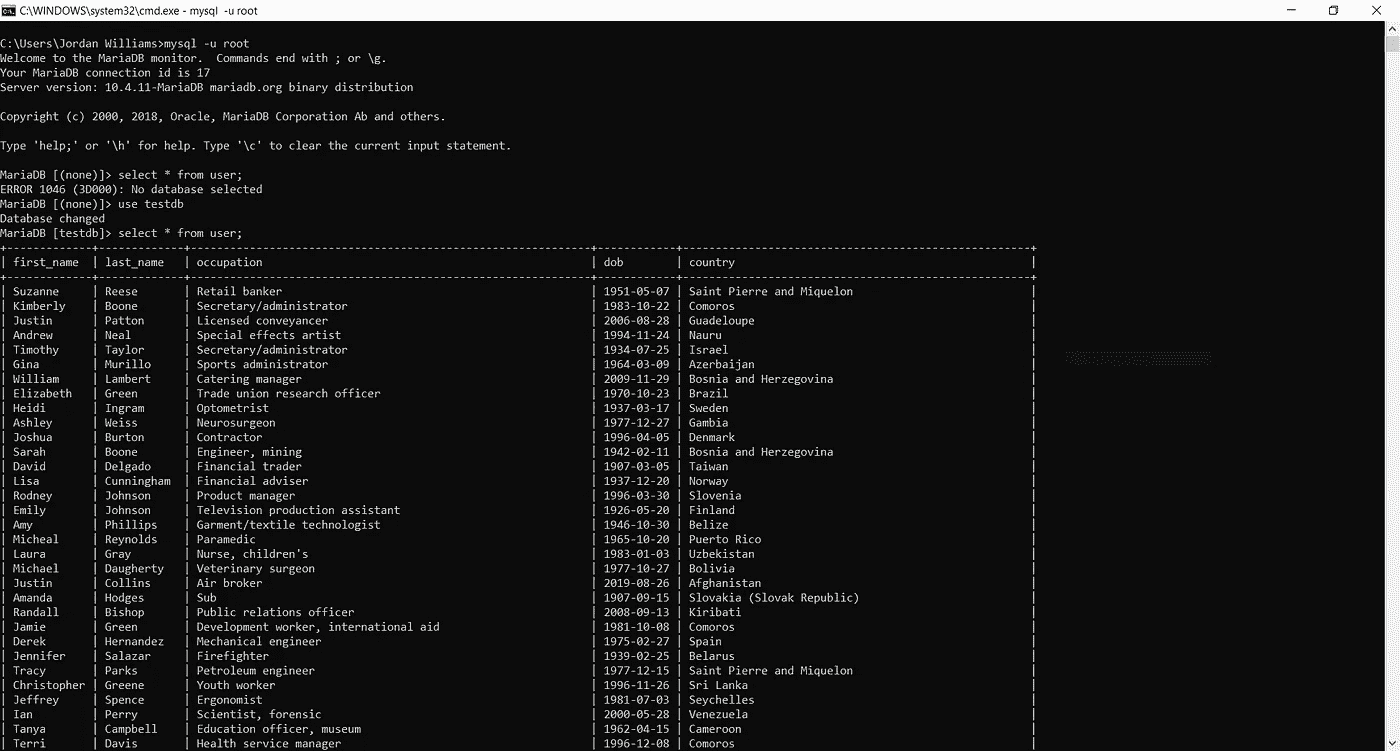 C:\WINDOWS\system32\cmd.exe - mysql  -u root
C:\Users\Jordan Williams>mysql -u root
Welcome to the MariaDB monitor.  Commands end with ; or \g.
Your MariaDB connection id is 17
Server version: 10.4.11-MariaDB mariadb.org binary distribution
Copyright (c) 2000, 2018, Oracle, MariaDB Corporation Ab and others.
Type 'help;' or '\h' for help. Type '\c' to clear the current input statement.
MariaDB [(none)]> select * from user;
ERROR 1046 (3D000): No database selected
MariaDB [(none)]> use testdb
Database changed
MariaDB [testdb]> select * from user;
| first_name | last_name | occupation | dob | country |
| Suzanne | Reese | Retail banker | 1951-05-07 | Saint Pierre and Miquelon |
| Kimberly | Boone | Secretary/administrator | 1983-10-22 | Comoros |
| Justin | Patton | Licensed conveyancer | 2006-08-28 | Guadeloupe |
| Andrew | Neal | Special effects artist | 1994-11-24 | Nauru |
| Timothy | Taylor | Secretary/administrator | 1934-07-25 | Israel |
| Gina | Murillo | Sports administrator | 1964-03-09 | Azerbaijan |
| William | Lambert | Catering manager | 2009-11-29 | Bosnia and Herzegovina |
| Elizabeth | Green | Trade union research officer | 1970-10-23 | Brazil |
| Heidi | Ingram | Optometrist | 1937-03-17 | Sweden |
| Ashley | Weiss | Neurosurgeon | 1977-12-27 | Gambia |
| Joshua | Burton | Contractor | 1996-04-05 | Denmark |
| Sarah | Boone | Engineer, mining | 1942-02-11 | Bosnia and Herzegovina |
| David | Delgado | Financial trader | 1907-03-05 | Taiwan |
| Lisa | Cunningham | Financial adviser | 1937-12-20 | Norway |
| Rodney | Johnson | Product manager | 1996-03-30 | Slovenia |
| Emily | Johnson | Television production assistant | 1926-05-20 | Finland |
| Amy | Phillips | Garment/textile technologist | 1946-10-30 | Belize |
| Micheal | Reynolds | Paramedic | 1965-10-20 | Puerto Rico |
| Laura | Gray | Nurse, children's | 1983-01-03 | Uzbekistan |
| Michael | Daugherty | Veterinary surgeon | 1977-10-27 | Bolivia |
| Justin | Collins | Air broker | 2019-08-26 | Afghanistan |
| Amanda | Hodges | Sub | 1907-09-15 | Slovakia (Slovak Republic) |
| Randall | Bishop | Public relations officer | 2008-09-13 | Kiribati |
| Jamie | Green | Development worker, international aid | 1981-10-08 | Comoros |
| Derek | Hernandez | Mechanical engineer | 1975-02-27 | Spain |
| Jennifer | Salazar | Firefighter | 1939-02-25 | Belarus |
| Tracy | Parks | Petroleum engineer | 1977-12-15 | Saint Pierre and Miquelon |
| Christopher | Greene | Youth worker | 1996-11-26 | Sri Lanka |
| Jeffrey | Spence | Ergonomist | 1981-07-03 | Seychelles |
| Ian | Perry | Scientist, forensic | 2000-05-28 | Venezuela |
| Tanya | Campbell | Education officer, museum | 1962-04-15 | Cameroon |
| Terri | Davis | Health service manager | 1996-12-08 | Comoros |